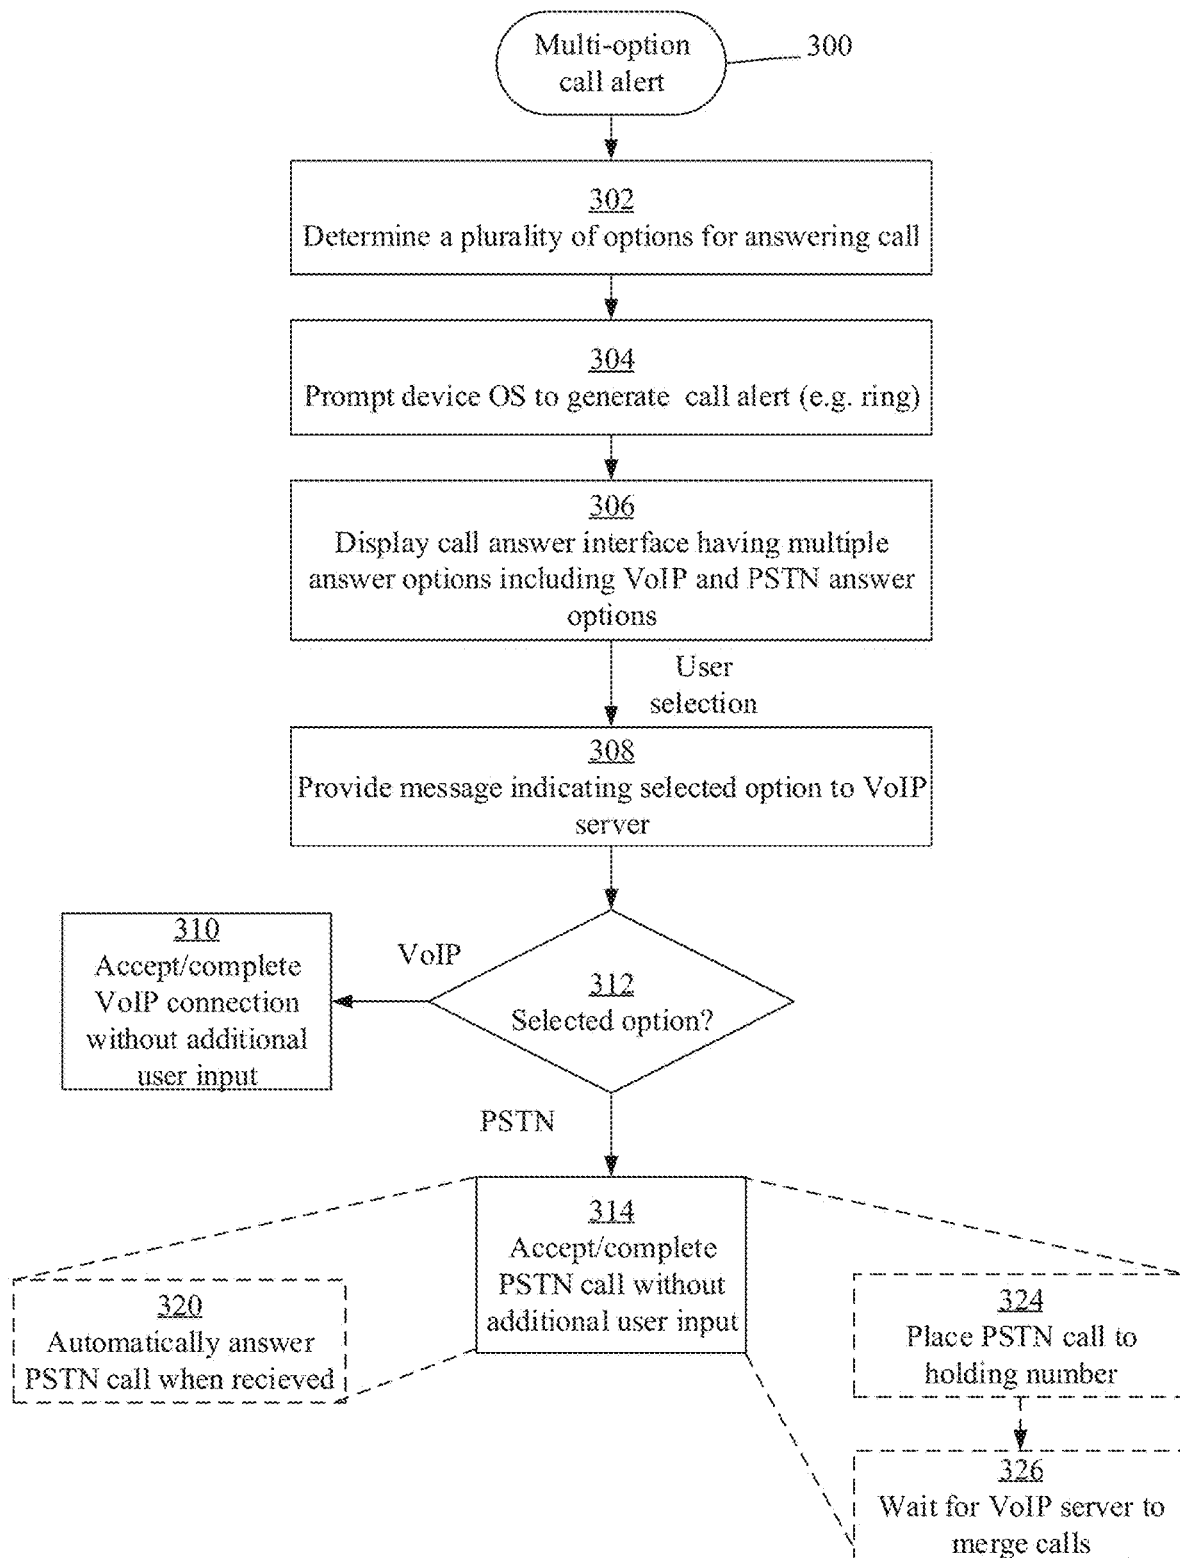 Multi-option
call alert
300
302
Determine a plurality of options for answering call
304
Prompt device OS to generate call alert (e.g. ring)
306
Display call answer interface having multiple
answer options including VoIP and PSTN answer
options
User
selection
308
Provide message indicating selected option to VoIP
server
310
Accept/complete
VoIP connection
without additional
user input
VoIP
312
Selected option?
PSTN
314
Accept/complete
PSTN call without
additional user input
320
Automatically answer
PSTN call when recieved
324
Place PSTN call to
holding number
326
Wait for VoIP server to
merge calls